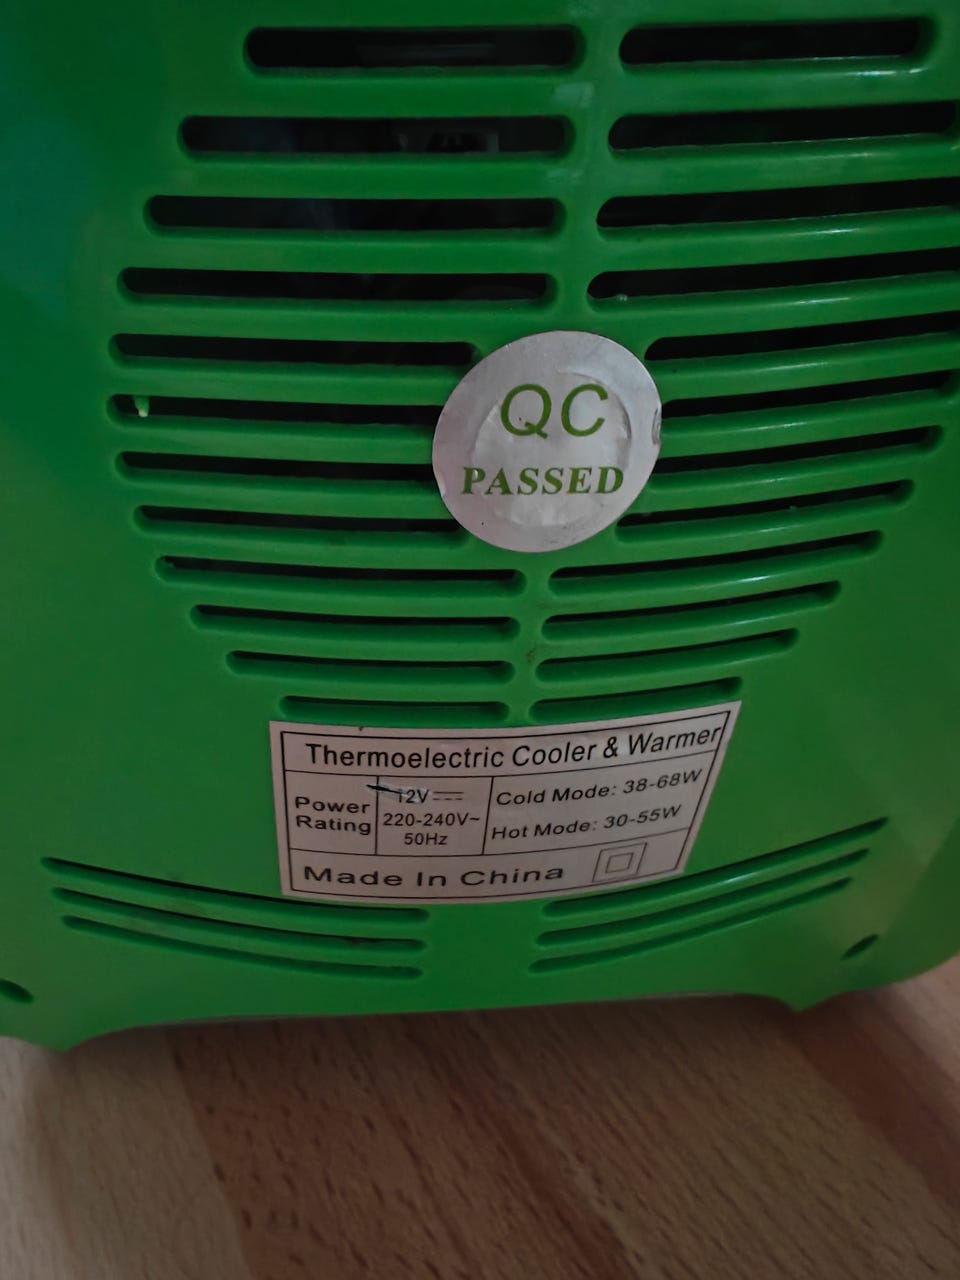 QC
PASSED
Thermoelectric Cooler & Warmer
Power
Rating
12V⎓
220-240V~
50Hz
Cold Mode: 38-68W
Hot Mode: 30-55W
Made In China